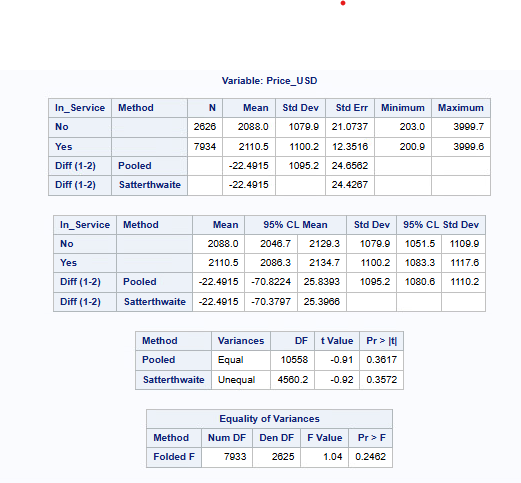 Variable: Price_USD
In_Service Method N Mean Std Dev Std Err Minimum Maximum
No 2626 2088.0 1079.9 21.0737 203.0 3999.7
Yes 7934 2110.5 1100.2 12.3516 200.9 3999.6
Diff (1-2) Pooled -22.4915 1095.2 24.6562
Diff (1-2) Satterthwaite -22.4915 24.4267
In_Service Method Mean 95% CL Mean Std Dev 95% CL Std Dev
No 2088.0 2046.7 2129.3 1079.9 1051.5 1109.9
Yes 2110.5 2086.3 2134.7 1100.2 1083.3 1117.6
Diff (1-2) Pooled -22.4915 -70.8224 25.8393 1095.2 1080.6 1110.2
Diff (1-2) Satterthwaite -22.4915 -70.3797 25.3966
Method Variances DF t Value Pr > |t|
Pooled Equal 10558 -0.91 0.3617
Satterthwaite Unequal 4560.2 -0.92 0.3572
Equality of Variances
Method Num DF Den DF F Value Pr > F
Folded F 7933 2625 1.04 0.2462